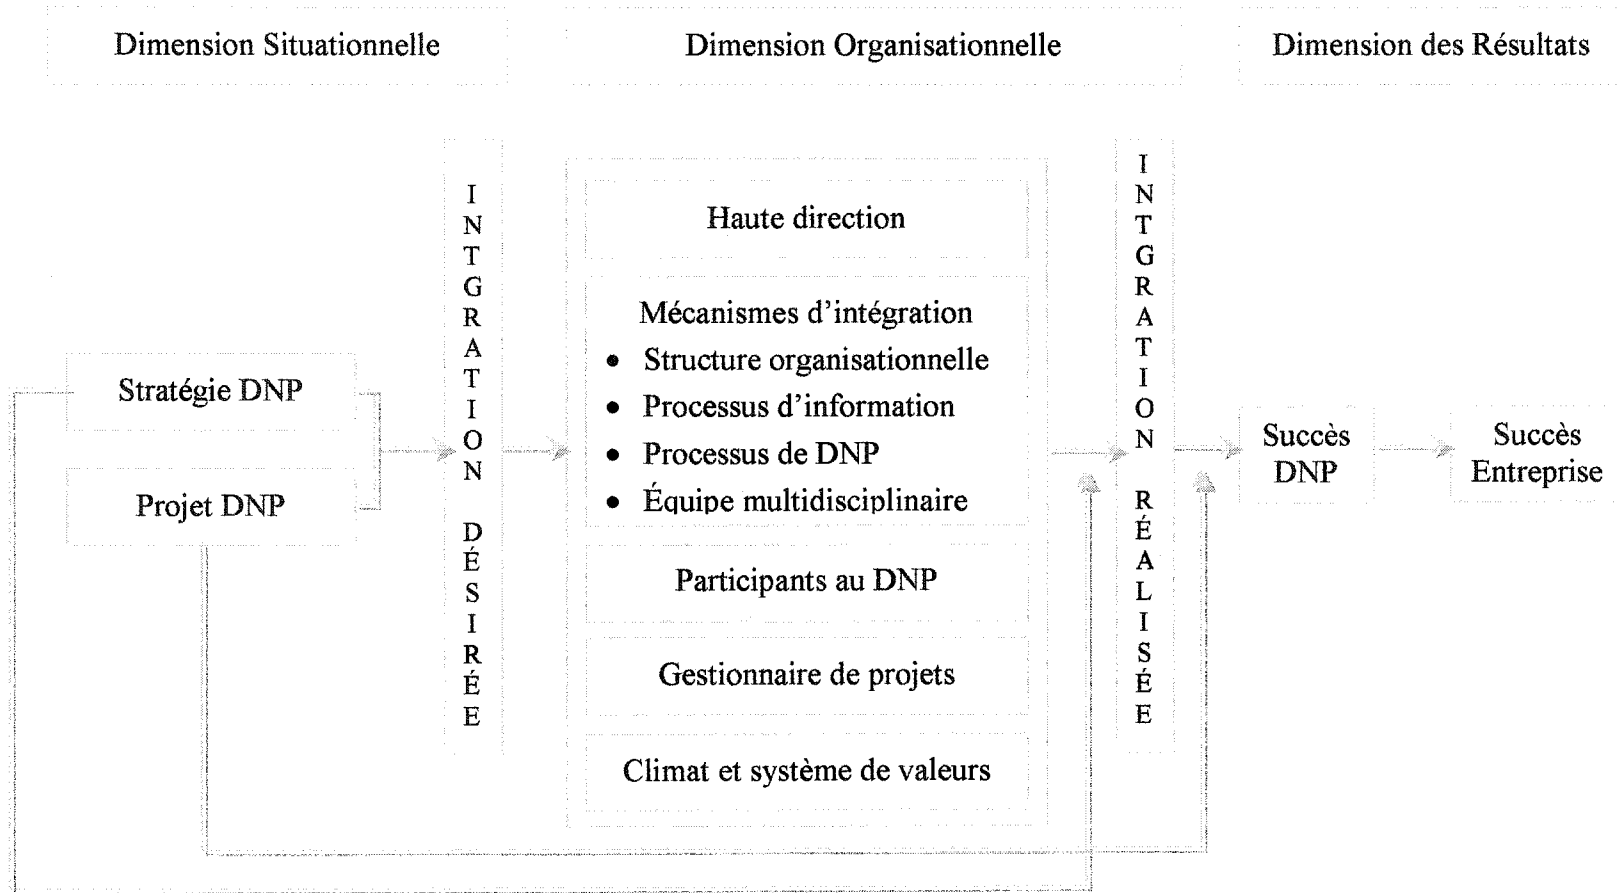 Dimension Situationnelle
Dimension Organisationnelle
Dimension des Résultats
INTGRATION DÉSIRÉE
Haute direction
Mécanismes d'intégration
• Structure organisationnelle
• Processus d'information
• Processus de DNP
• Équipe multidisciplinaire
Participants au DNP
Gestionnaire de projets
Climat et système de valeurs
INTGRATION RÉALISÉE
Stratégie DNP
Projet DNP
Succès
DNP
Succès
Entreprise